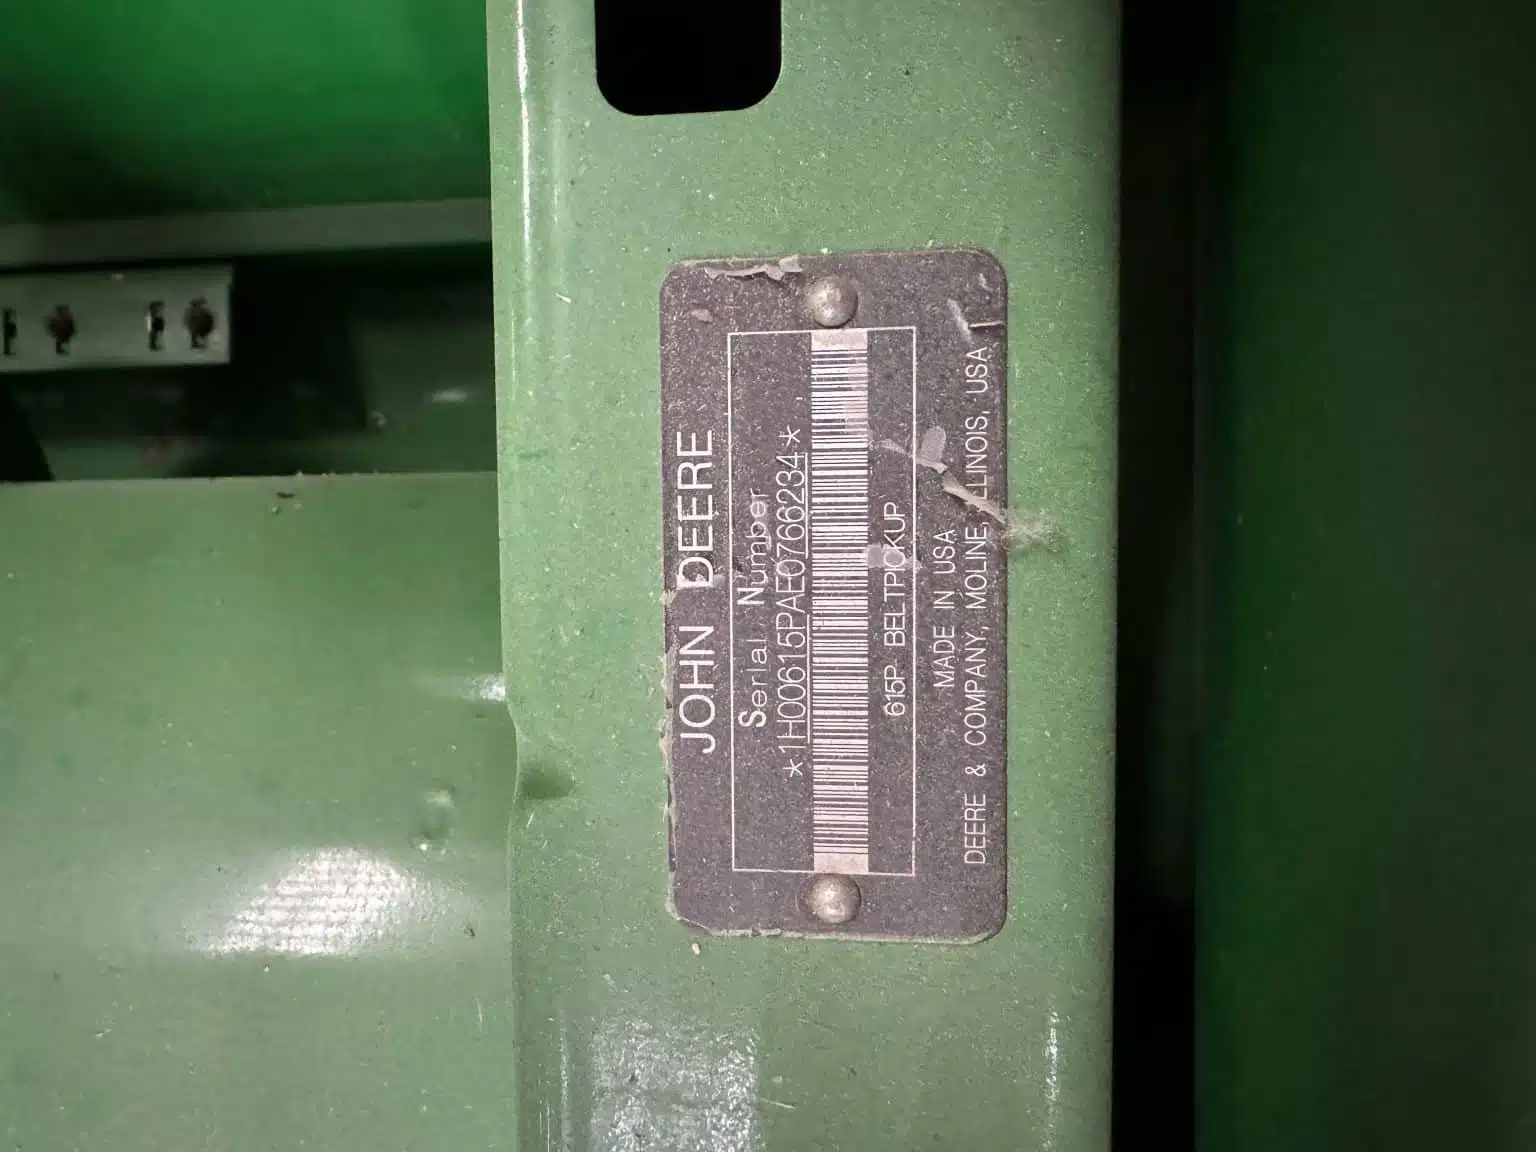 JOHN DEERE
Serial Number
*1H00615PAE0766234*
615P BELTPICKUP
MADE IN USA
DEERE & COMPANY, MOLINE, ILLINOIS, USA